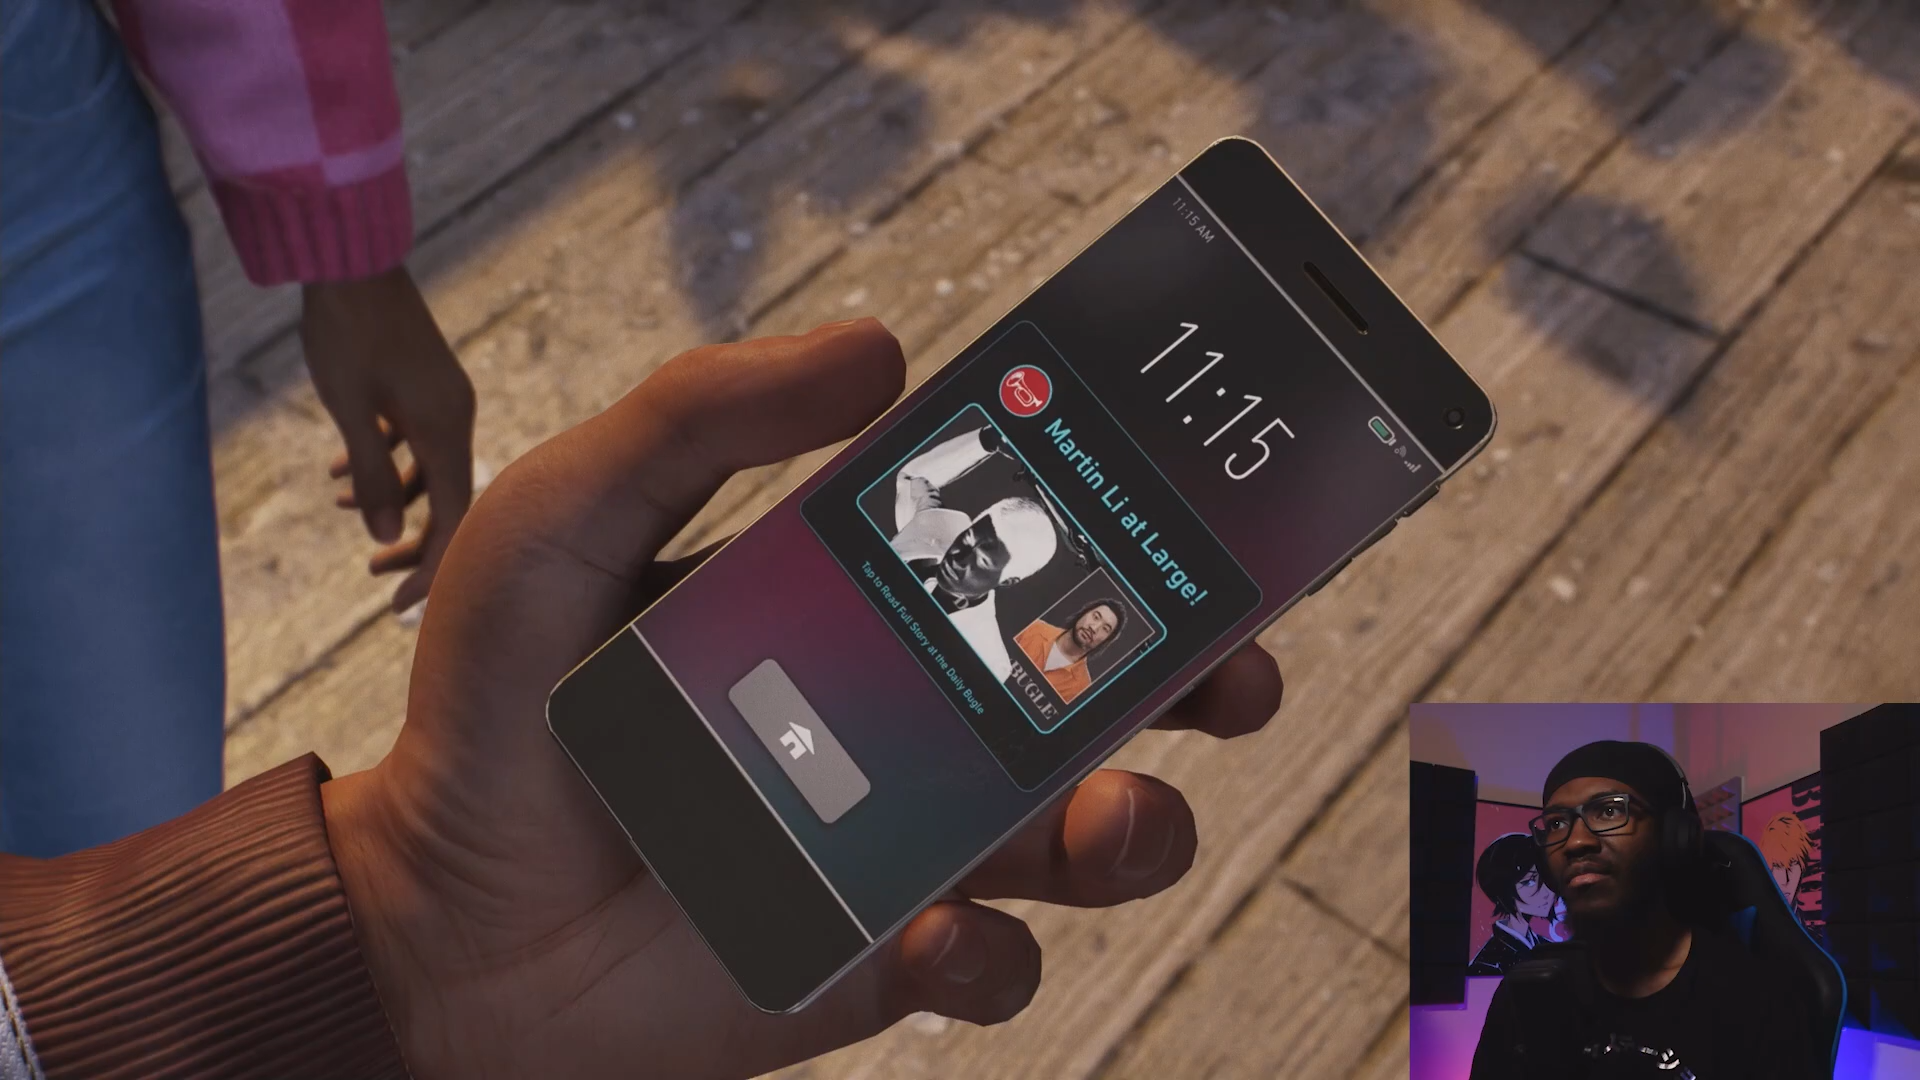 11:15 AM
11:15
Martin Li at Large!
BUGLE
Tap to Read Full Story at the Daily Bugle